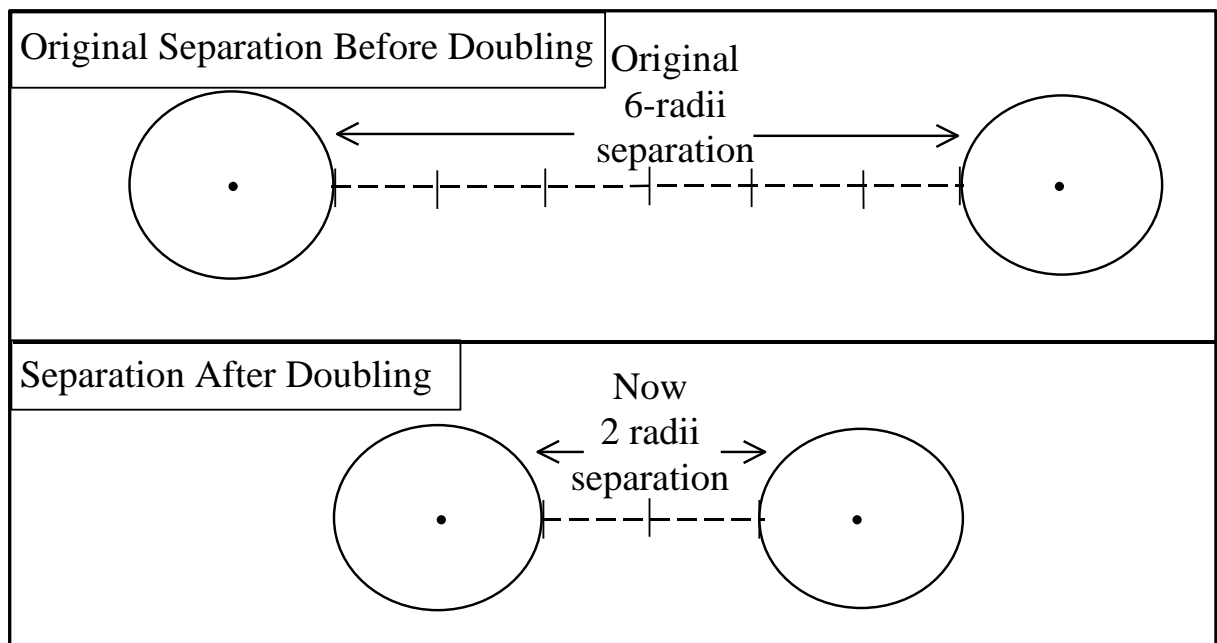 Original Separation Before Doubling
Original
6-radii
separation
Separation After Doubling
Now
2 radii
separation